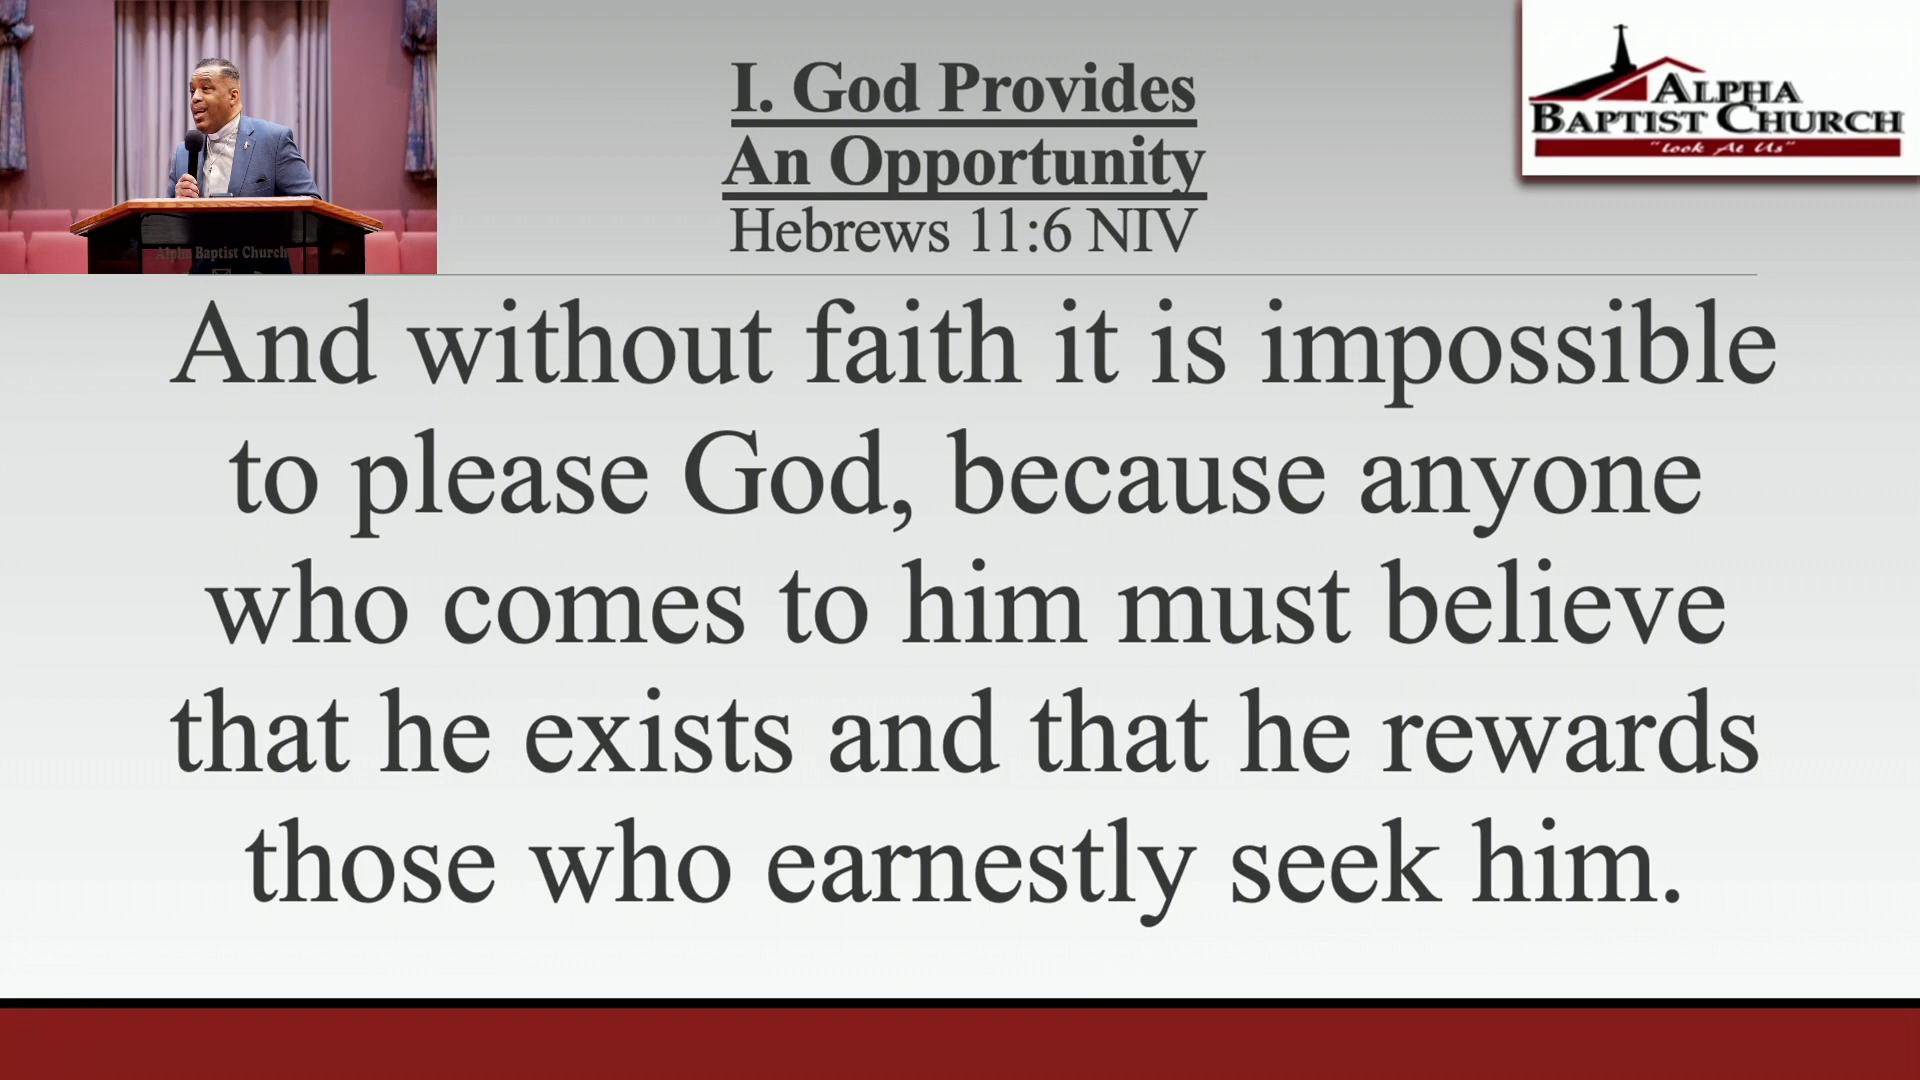 I. God Provides
An Opportunity
Hebrews 11:6 NIV
ALPHA
BAPTIST CHURCH
"Look At Us"
Alpha Baptist Church
And without faith it is impossible
to please God, because anyone
who comes to him must believe
that he exists and that he rewards
those who earnestly seek him.